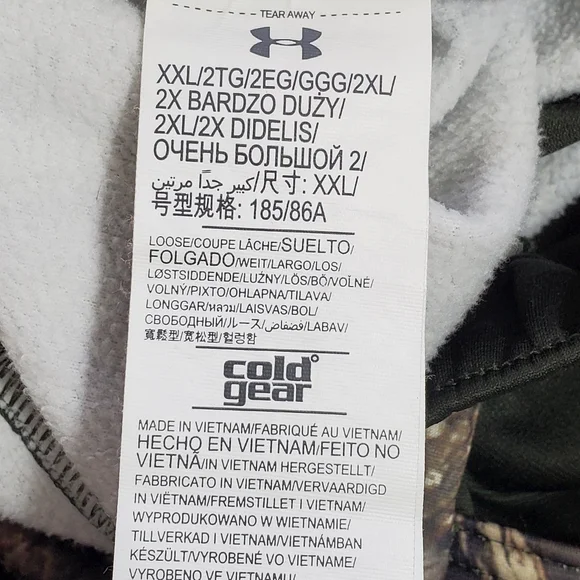 TEAR AWAY
XXL/2TG/2EG/GGG/2XL/
2X BARDZO DUŻY/
2XL/2X DIDELIS/
ОЧЕНЬ БОЛЬШОЙ 2/
كبير جداً مرتين/尺寸: XXL/
号型规格: 185/86A
LOOSE/COUPE LÂCHE/SUELTO/
FOLGADO/WEIT/LARGO/LOS/
LØSTSIDDENDE/LUŹNY/LÖS/BŐ/VOĽNÉ/
VOLNÝ/PIXTO/OHLAPNA/TILAVA/
LONGGAR/หลวม/LAISVAS/BOL/
СВОБОДНЫЙ/ルース/فضفاض/LABAV/
寬鬆型/宽松型/헐렁함
cold
gear
MADE IN VIETNAM/FABRIQUÉ AU VIETNAM/
HECHO EN VIETNAM/FEITO NO
VIETNÃ/IN VIETNAM HERGESTELLT/
FABBRICATO IN VIETNAM/VERVAARDIGD
IN VIËTNAM/FREMSTILLET I VIETNAM/
WYPRODUKOWANO W WIETNAMIE/
TILLVERKAD I VIETNAM/VIETNÁMBAN
KÉSZÜLT/VYROBENÉ VO VIETNAME/
VYROBENO VE VIETNAMU/